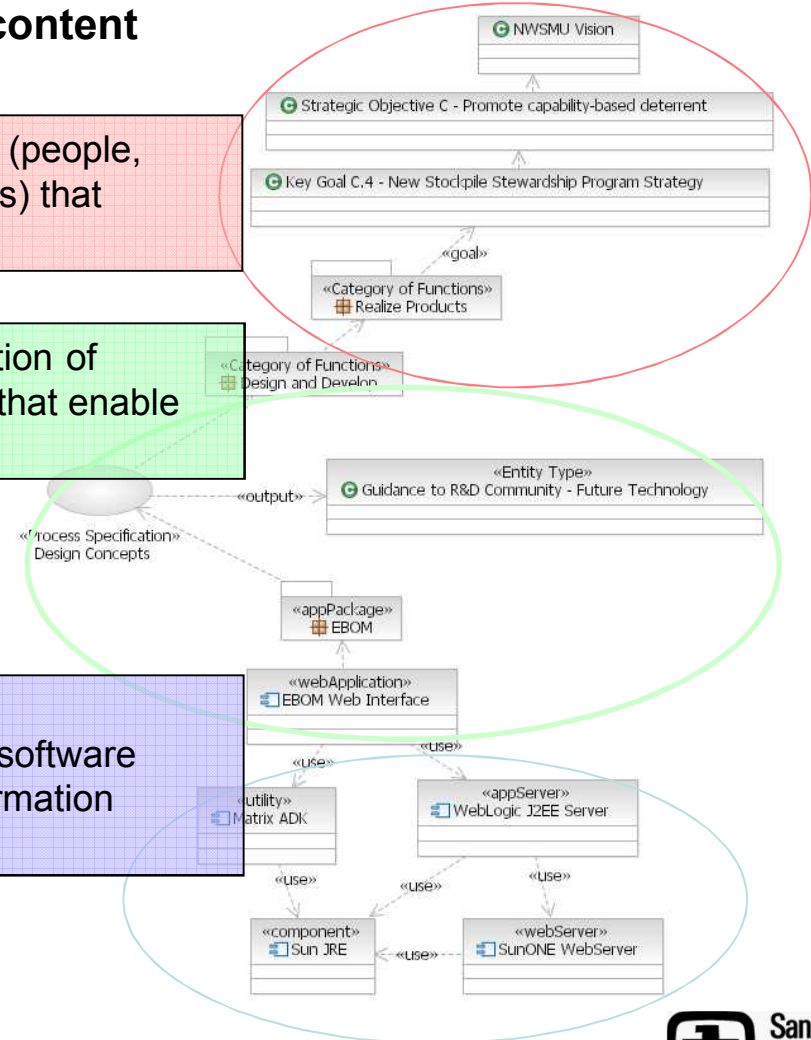 content
NWSMU Vision
Strategic Objective C - Promote capability-based deterrent
(people,
s) that
Key Goal C.4 - New Stockpile Stewardship Program Strategy
«goal»
«Category of Functions»
Realize Products
tion of
that enable
«Category of Functions»
Design and Develop
«Entity Type»
Guidance to R&D Community - Future Technology
«output»
«Process Specification»
Design Concepts
«appPackage»
EBOM
«webApplication»
EBOM Web Interface
software
rmation
«use»
«use»
«utility»
Matrix ADK
«appServer»
WebLogic J2EE Server
«use»
«use»
«use»
«component»
Sun JRE
«use»
«webServer»
SunONE WebServer
San